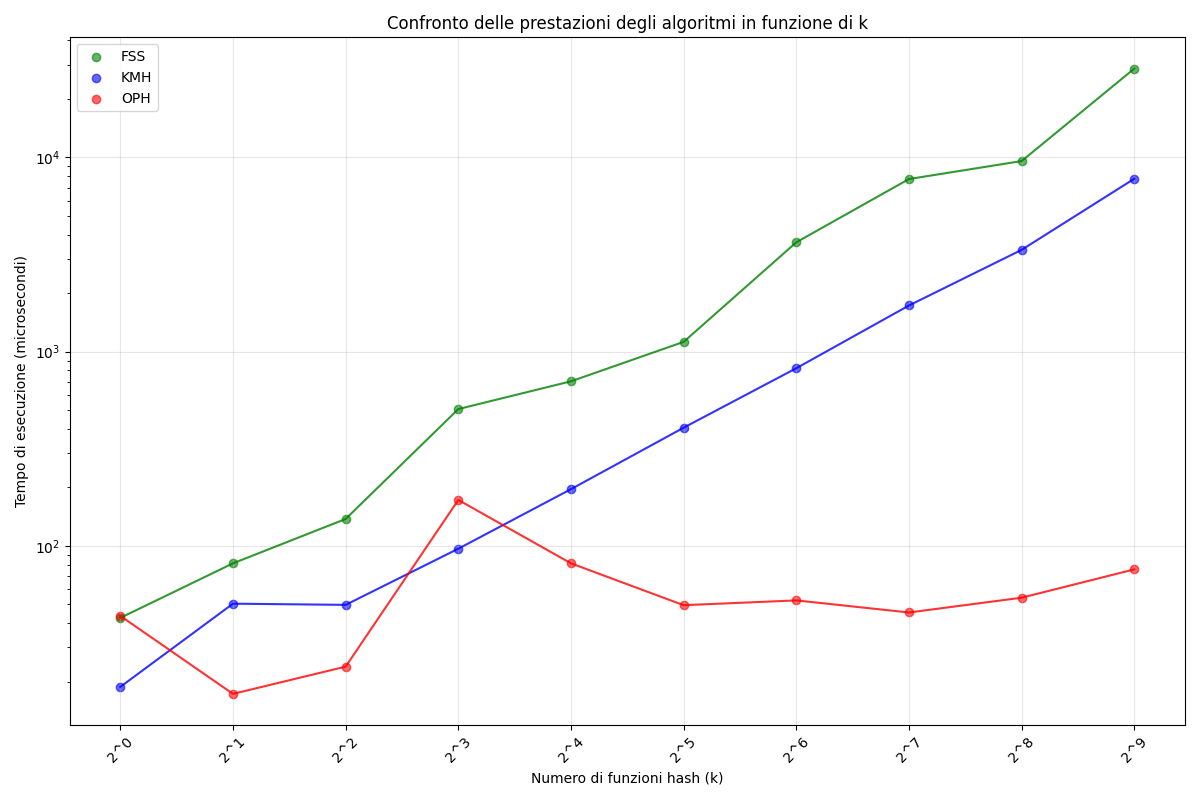 Confronto delle prestazioni degli algoritmi in funzione di k
FSS
KMH
OPH
Tempo di esecuzione (microsecondi)
10^4
10^3
10^2
2^0
2^1
2^2
2^3
2^4
2^5
2^6
2^7
2^8
2^9
Numero di funzioni hash (k)